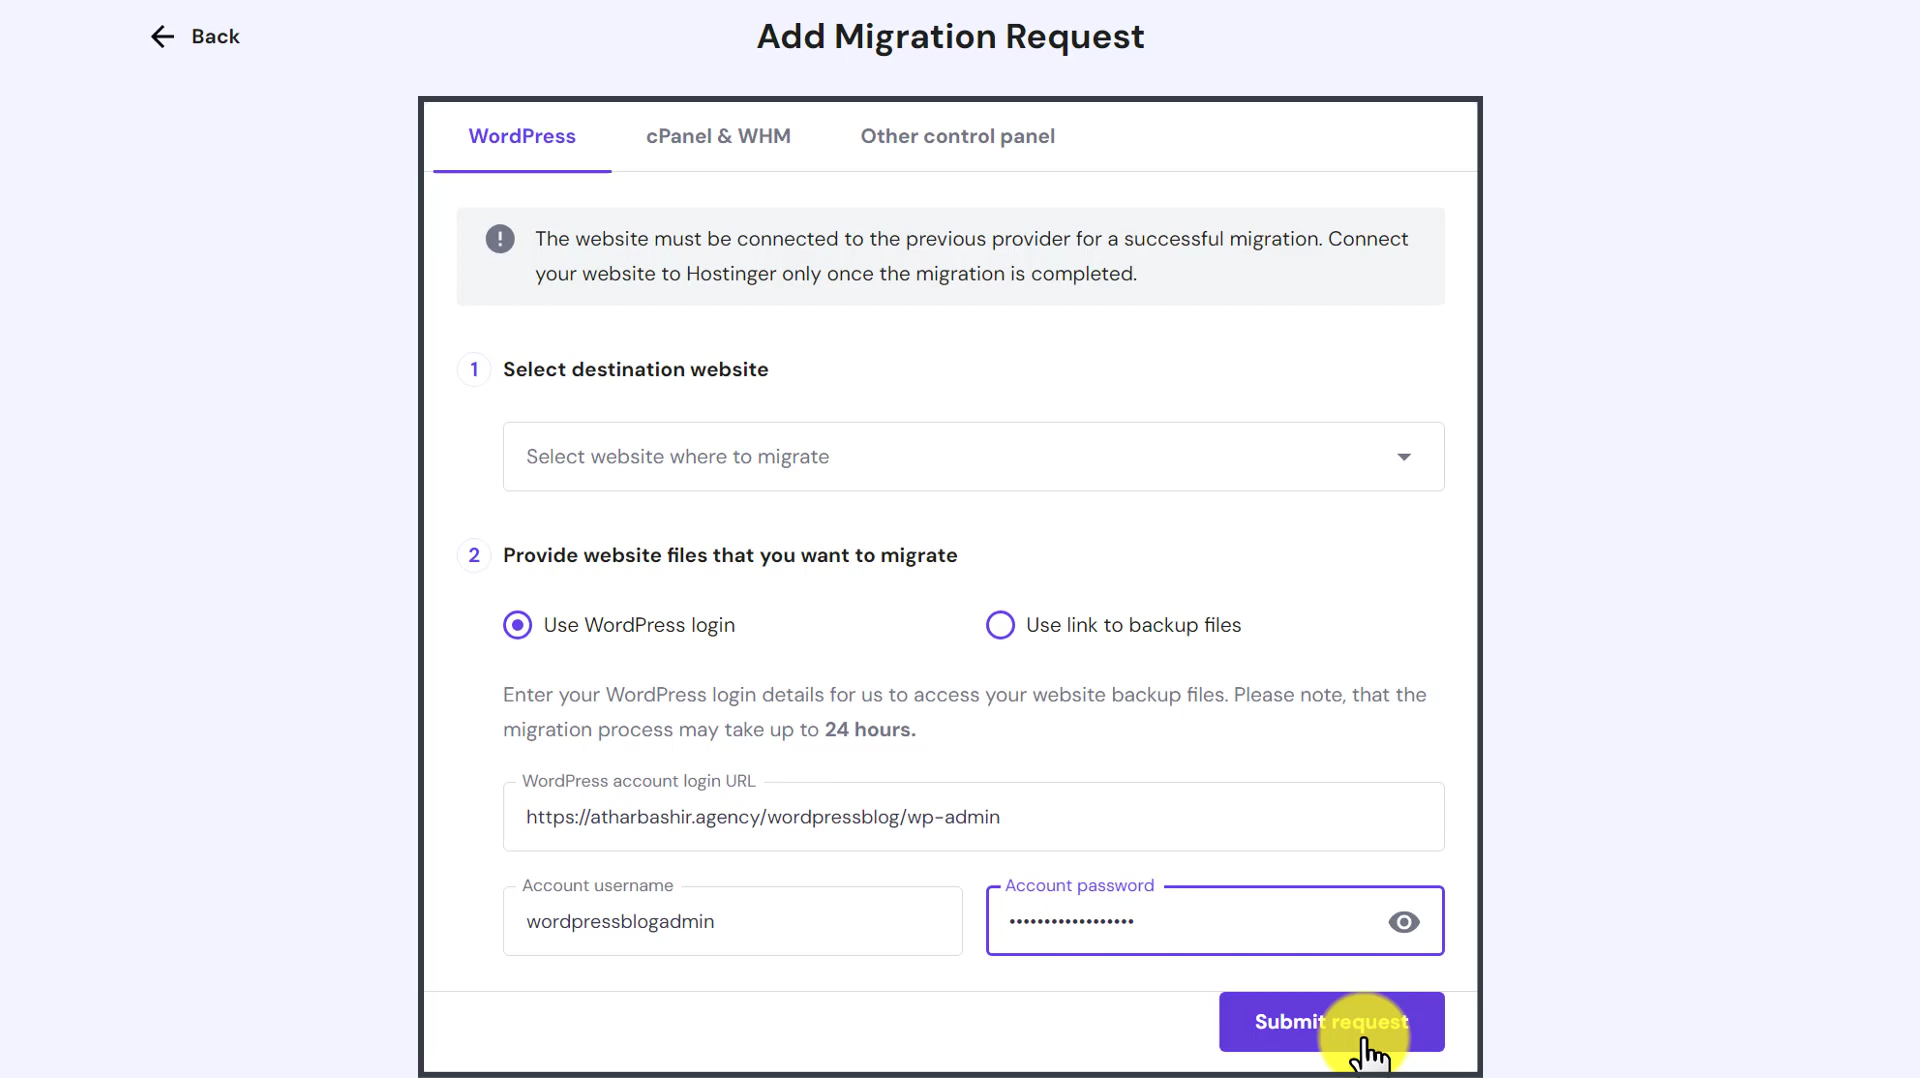 Back
Add Migration Request
WordPress
cPanel & WHM
Other control panel
The website must be connected to the previous provider for a successful migration. Connect
your website to Hostinger only once the migration is completed.
1
Select destination website
Select website where to migrate
2
Provide website files that you want to migrate
Use WordPress login
Use link to backup files
Enter your WordPress login details for us to access your website backup files. Please note, that the
migration process may take up to 24 hours.
WordPress account login URL
https://atharbashir.agency/wordpressblog/wp-admin
Account username
wordpressblogadmin
Account password
••••••••••••••••••
Submit request